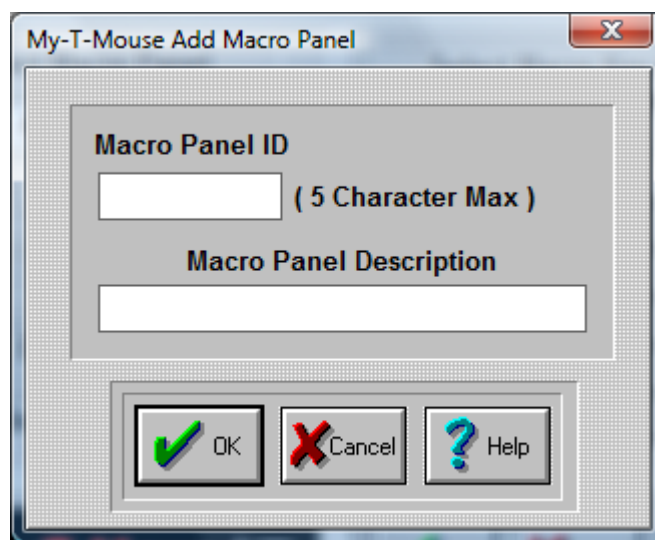 My-T-Mouse Add Macro Panel
Macro Panel ID
( 5 Character Max )
Macro Panel Description
OK Cancel Help